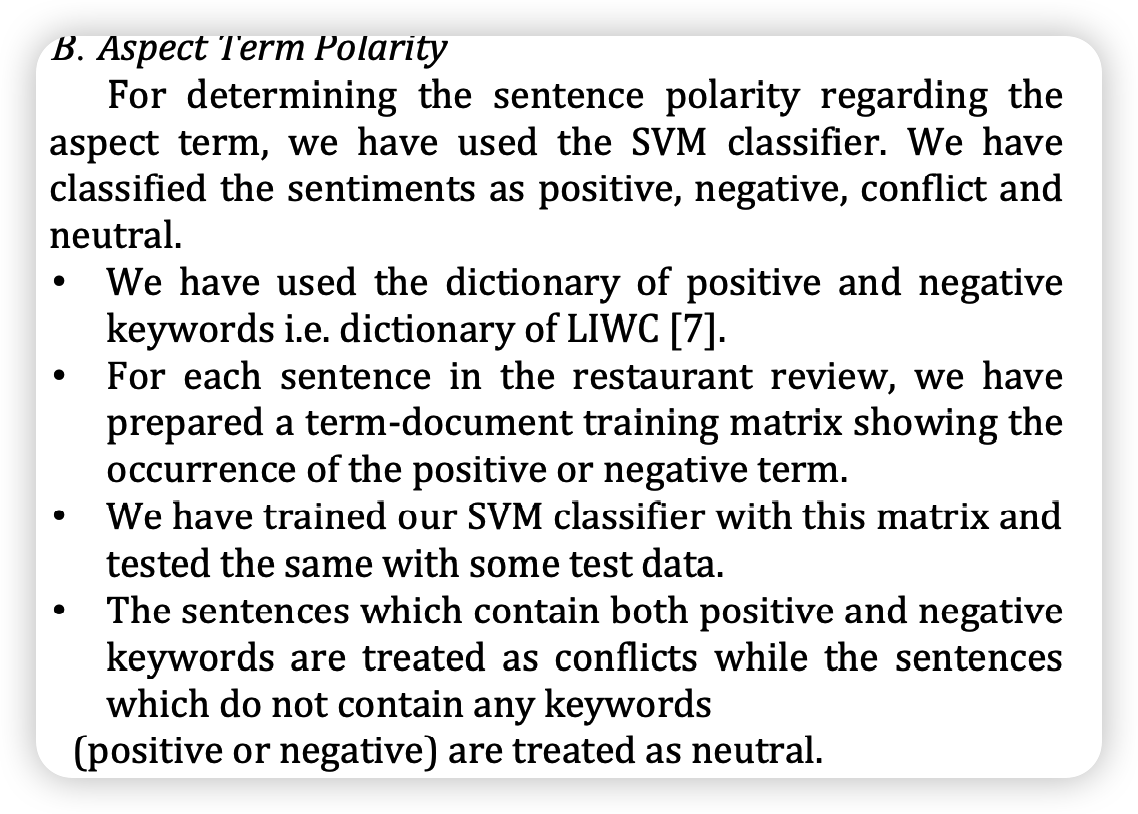 B. Aspect Term Polarity
For determining the sentence polarity regarding the
aspect term, we have used the SVM classifier. We have
classified the sentiments as positive, negative, conflict and
neutral.
• We have used the dictionary of positive and negative
keywords i.e. dictionary of LIWC [7].
• For each sentence in the restaurant review, we have
prepared a term-document training matrix showing the
occurrence of the positive or negative term.
• We have trained our SVM classifier with this matrix and
tested the same with some test data.
• The sentences which contain both positive and negative
keywords are treated as conflicts while the sentences
which do not contain any keywords
(positive or negative) are treated as neutral.